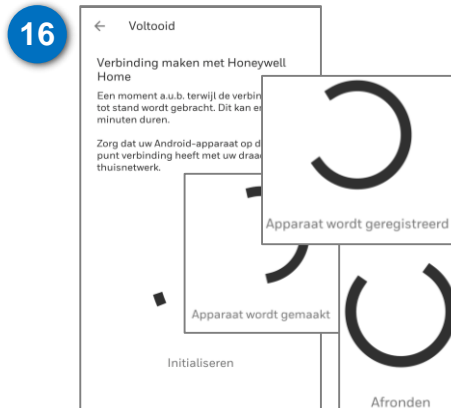 16
Voltooid
Verbinding maken met Honeywell
Home
Een moment a.u.b. terwijl de
tot stand wordt gebracht. Dit kan
minuten duren.
Zorg dat uw Android-apparaat op
punt verbinding heeft met uw
thuisnetwerk.
Apparaat wordt geregistreerd
Apparaat wordt gemaakt
Initialiseren
Afronden